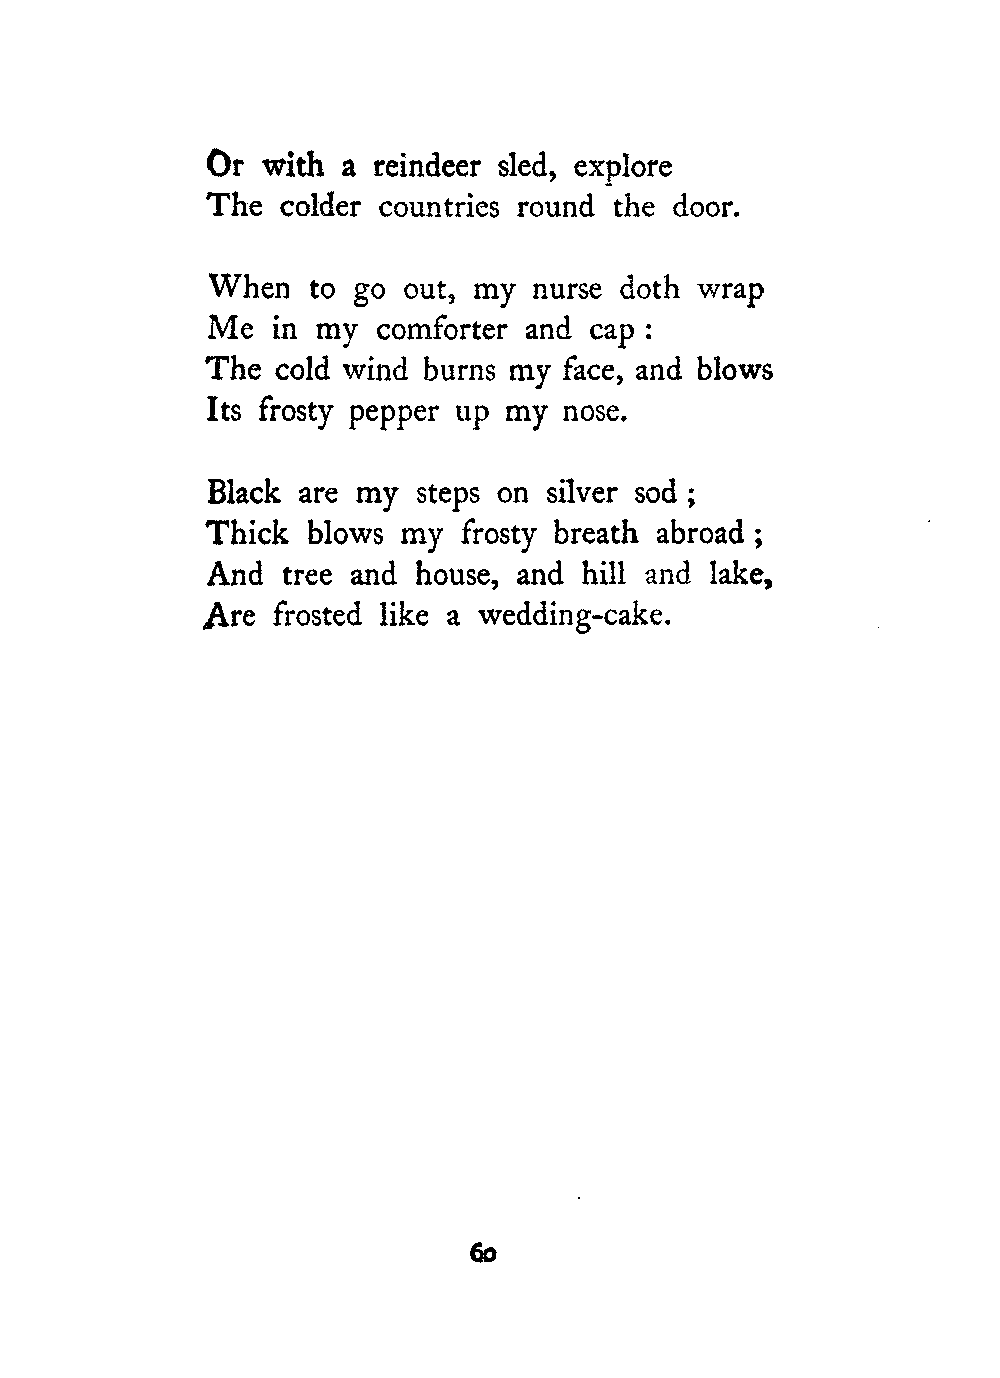 Or with a reindeer sled, explore
The colder countries round the door.

When to go out, my nurse doth wrap
Me in my comforter and cap :
The cold wind burns my face, and blows
Its frosty pepper up my nose.

Black are my steps on silver sod ;
Thick blows my frosty breath abroad ;
And tree and house, and hill and lake,
Are frosted like a wedding-cake.

60